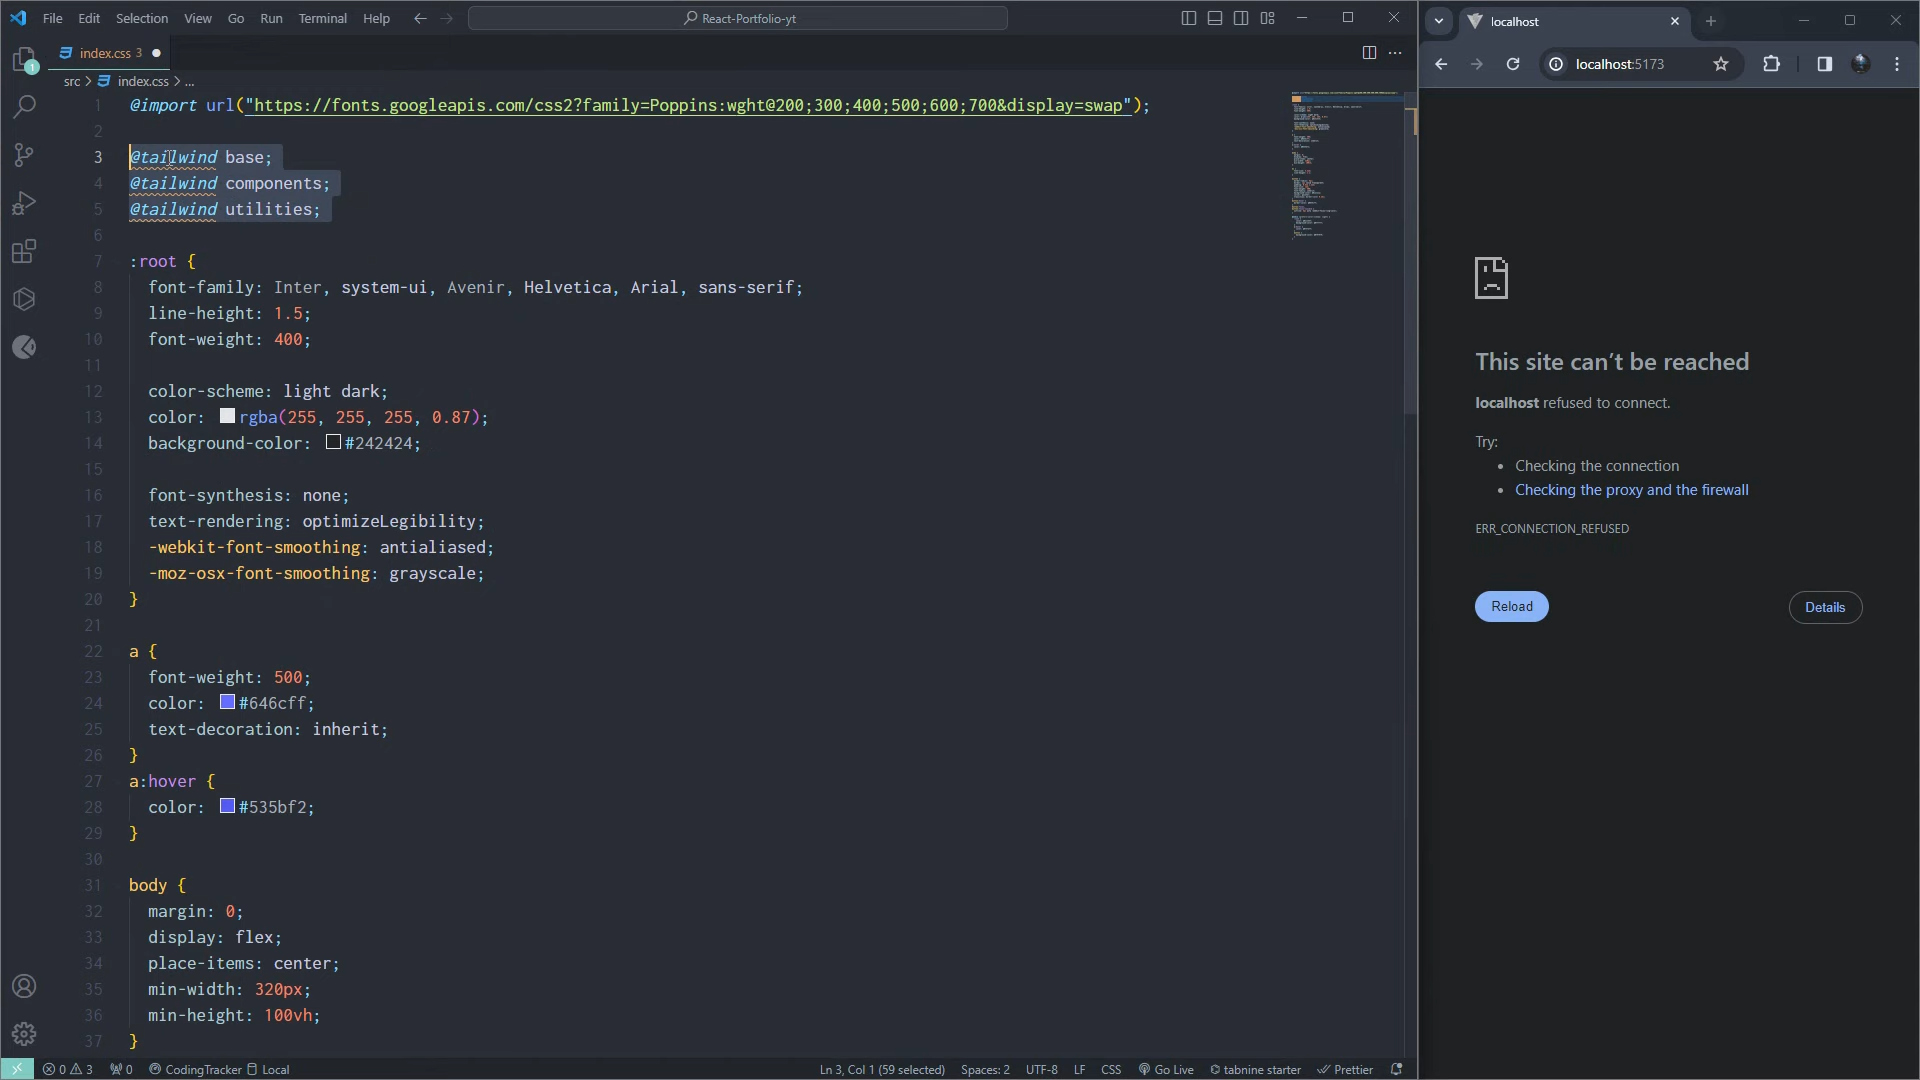 File Edit Selection View Go Run Terminal Help
React-Portfolio-yt
index.css 3
src > index.css > ...
1 @import url("https://fonts.googleapis.com/css2?family=Poppins:wght@200;300;400;500;600;700&display=swap");
2
3 @tailwind base;
4 @tailwind components;
5 @tailwind utilities;
6
7 :root {
8 font-family: Inter, system-ui, Avenir, Helvetica, Arial, sans-serif;
9 line-height: 1.5;
10 font-weight: 400;
11
12 color-scheme: light dark;
13 color: rgba(255, 255, 255, 0.87);
14 background-color: #242424;
15
16 font-synthesis: none;
17 text-rendering: optimizeLegibility;
18 -webkit-font-smoothing: antialiased;
19 -moz-osx-font-smoothing: grayscale;
20 }
21
22 a {
23 font-weight: 500;
24 color: #646cff;
25 text-decoration: inherit;
26 }
27 a:hover {
28 color: #535bf2;
29 }
30
31 body {
32 margin: 0;
33 display: flex;
34 place-items: center;
35 min-width: 320px;
36 min-height: 100vh;
37 }
1
0 3 0 CodingTracker Local
Ln 3, Col 1 (59 selected) Spaces: 2 UTF-8 LF CSS Go Live tabnine starter Prettier
localhost
localhost:5173
This site can’t be reached
localhost refused to connect.
Try:
• Checking the connection
• Checking the proxy and the firewall
ERR_CONNECTION_REFUSED
Reload
Details